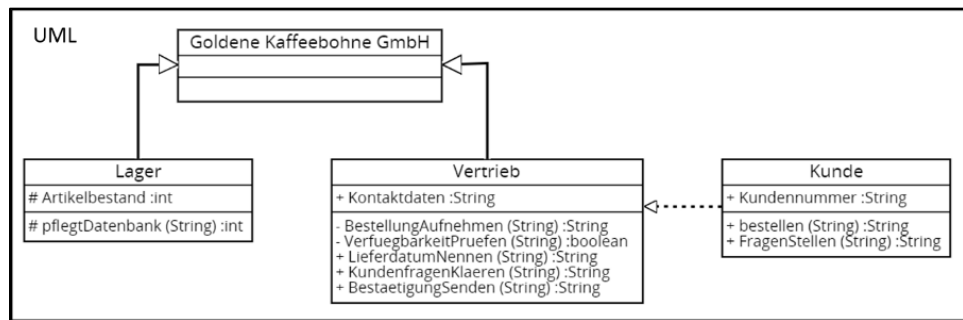 UML
Goldene Kaffeebohne GmbH
Lager
# Artikelbestand :int
# pflegtDatenbank (String) :int
Vertrieb
+ Kontaktdaten :String
- BestellungAufnehmen (String) :String
- VerfuegbarkeitPruefen (String) :boolean
+ LieferdatumNennen (String) :String
+ KundenfragenKlaeren (String) :String
+ BestaetigungSenden (String) :String
Kunde
+ Kundennummer :String
+ bestellen (String) :String
+ FragenStellen (String) :String